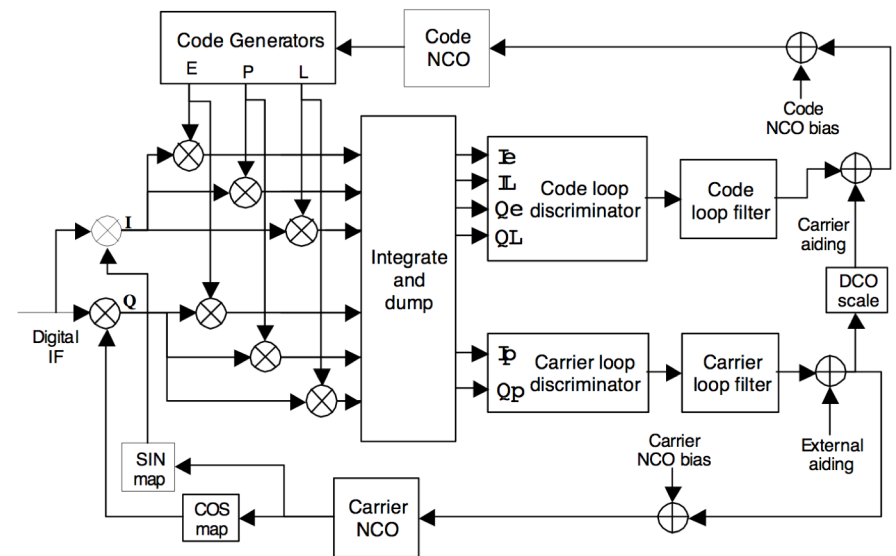 Code Generators
E P L
Code
NCO
Code
NCO bias
Ie
IL
Qe
QL
Code loop
discriminator
Code
loop filter
Carrier
aiding
DCO
scale
I
Q
Digital
IF
Integrate
and
dump
Ip
Qp
Carrier loop
discriminator
Carrier
loop filter
External
aiding
Carrier
NCO bias
SIN
map
COS
map
Carrier
NCO